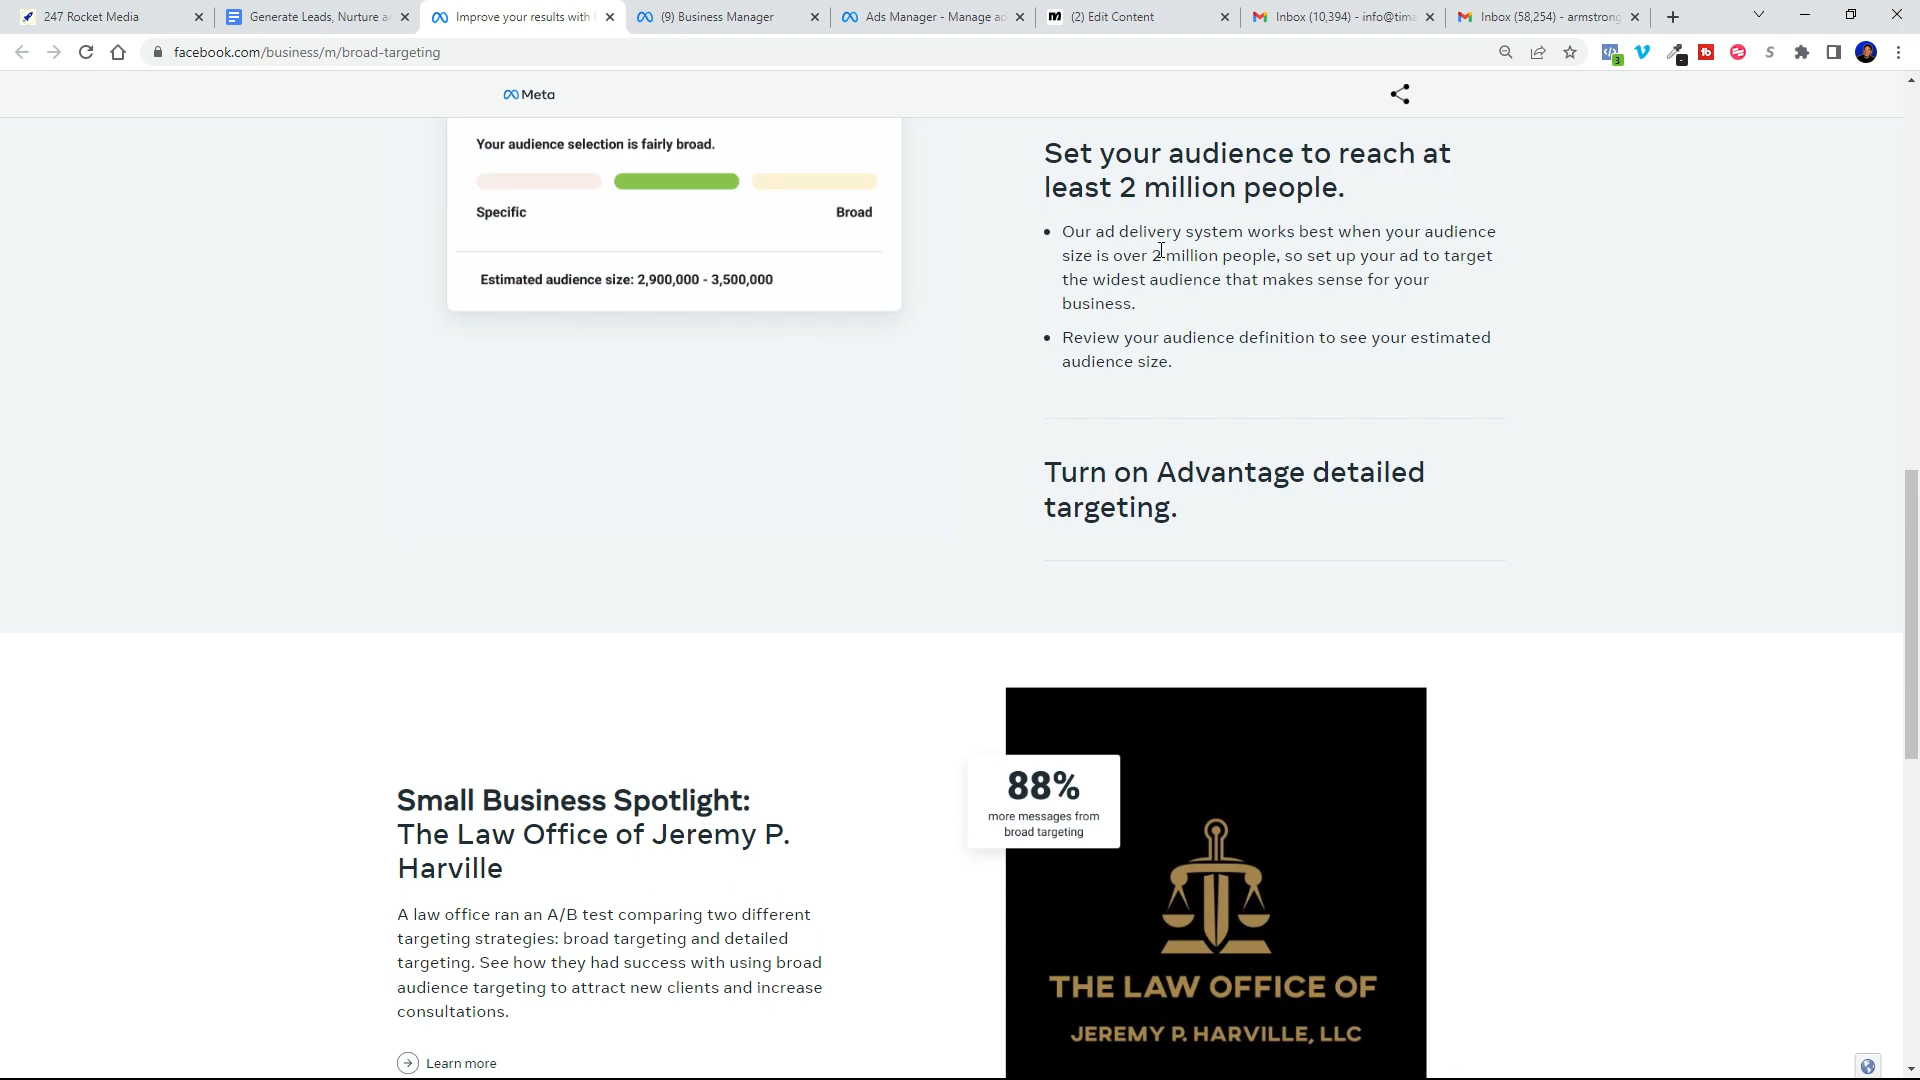 247 Rocket Media
Generate Leads, Nurture a
Improve your results with
(9) Business Manager
Ads Manager - Manage ad
(2) Edit Content
Inbox (10,394) - info@tima
Inbox (58,254) - armstrong
facebook.com/business/m/broad-targeting
3
Meta
Your audience selection is fairly broad.
Specific
Broad
Estimated audience size: 2,900,000 - 3,500,000
Set your audience to reach at
least 2 million people.
Our ad delivery system works best when your audience
size is over 2 million people, so set up your ad to target
the widest audience that makes sense for your
business.
Review your audience definition to see your estimated
audience size.
Turn on Advantage detailed
targeting.
Small Business Spotlight:
The Law Office of Jeremy P.
Harville
A law office ran an A/B test comparing two different
targeting strategies: broad targeting and detailed
targeting. See how they had success with using broad
audience targeting to attract new clients and increase
consultations.
Learn more
88%
more messages from
broad targeting
THE LAW OFFICE OF
JEREMY P. HARVILLE, LLC